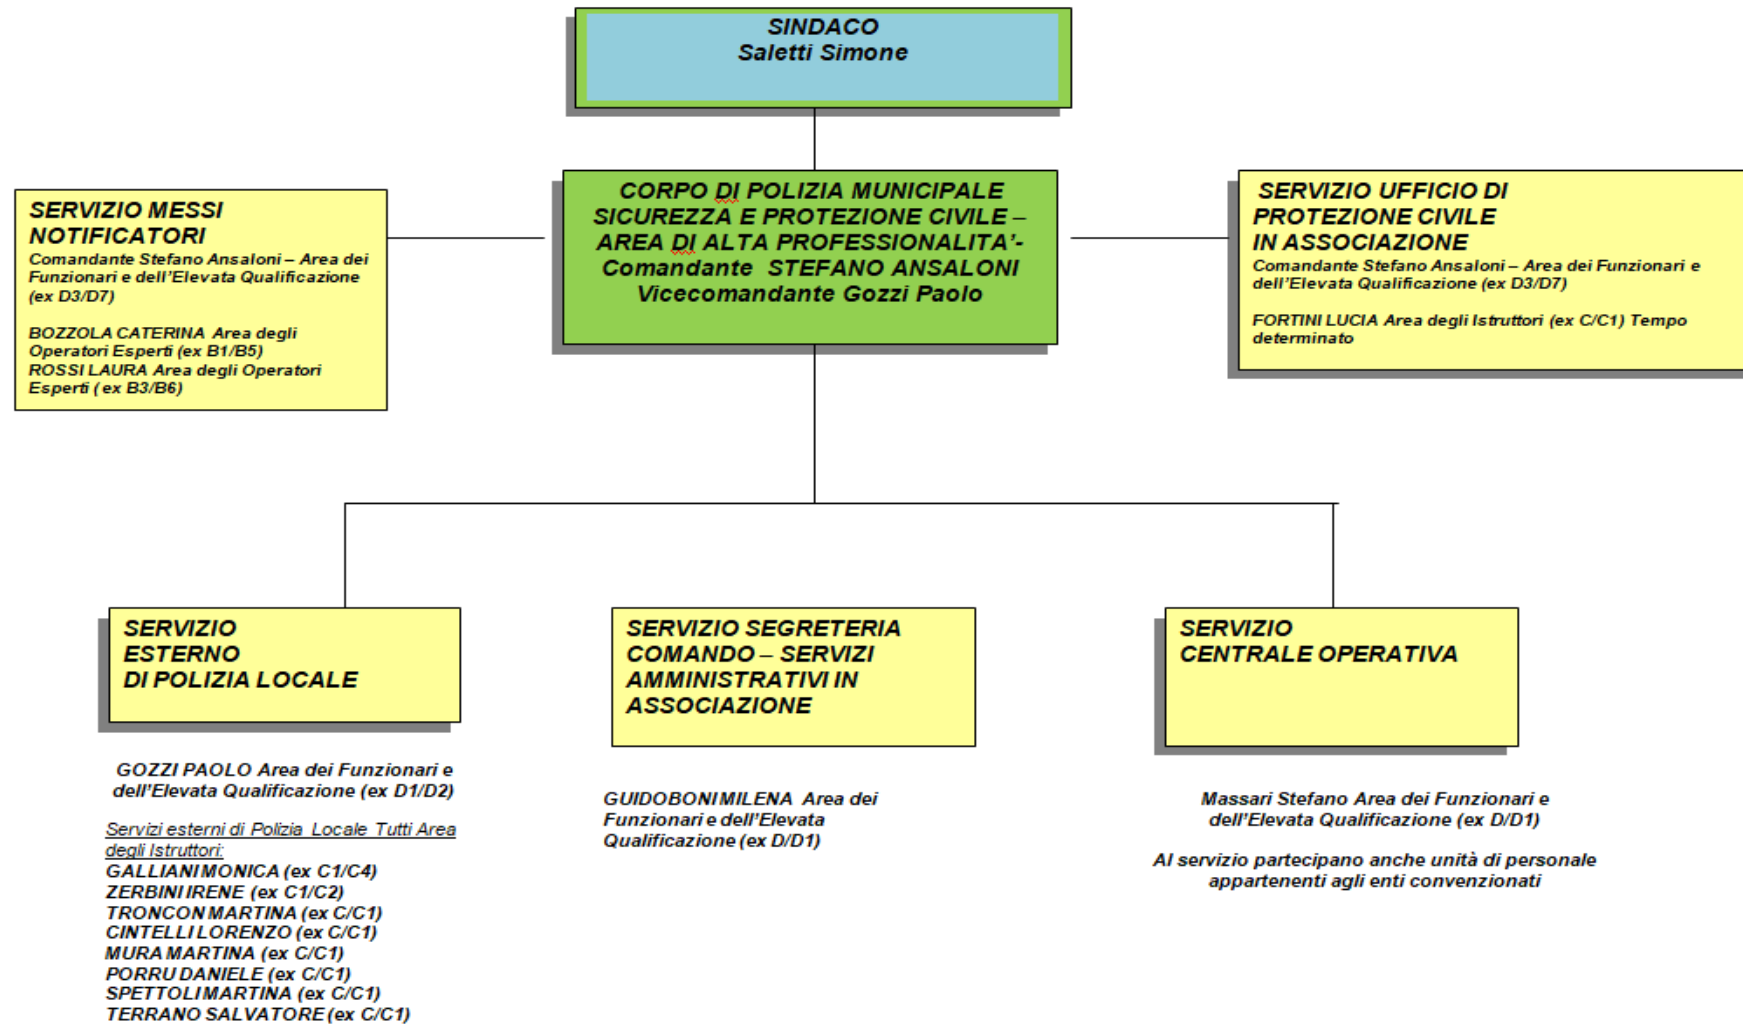 SINDACO
Saletti Simone
CORPO DI POLIZIA MUNICIPALE
SICUREZZA E PROTEZIONE CIVILE –
AREA DI ALTA PROFESSIONALITA'-
Comandante STEFANO ANSALONI
Vicecomandante Gozzi Paolo
SERVIZIO MESSI
NOTIFICATORI
Comandante Stefano Ansaloni – Area dei
Funzionari e dell'Elevata Qualificazione
(ex D3/D7)
BOZZOLA CATERINA Area degli
Operatori Esperti (ex B1/B5)
ROSSI LAURA Area degli Operatori
Esperti ( ex B3/B6)
SERVIZIO UFFICIO DI
PROTEZIONE CIVILE
IN ASSOCIAZIONE
Comandante Stefano Ansaloni – Area dei Funzionari e
dell'Elevata Qualificazione (ex D3/D7)
FORTINI LUCIA Area degli Istruttori (ex C/C1) Tempo
determinato
SERVIZIO
ESTERNO
DI POLIZIA LOCALE
GOZZI PAOLO Area dei Funzionari e
dell'Elevata Qualificazione (ex D1/D2)
Servizi esterni di Polizia Locale Tutti Area
degli Istruttori:
GALLIANI MONICA (ex C1/C4)
ZERBINI IRENE (ex C1/C2)
TRONCON MARTINA (ex C/C1)
CINTELLI LORENZO (ex C/C1)
MURA MARTINA (ex C/C1)
PORRU DANIELE (ex C/C1)
SPETTOLI MARTINA (ex C/C1)
TERRANO SALVATORE (ex C/C1)
SERVIZIO SEGRETERIA
COMANDO – SERVIZI
AMMINISTRATIVI IN
ASSOCIAZIONE
GUIDOBONI MILENA Area dei
Funzionari e dell'Elevata
Qualificazione (ex D/D1)
SERVIZIO
CENTRALE OPERATIVA
Massari Stefano Area dei Funzionari e
dell'Elevata Qualificazione (ex D/D1)
Al servizio partecipano anche unità di personale
appartenenti agli enti convenzionati